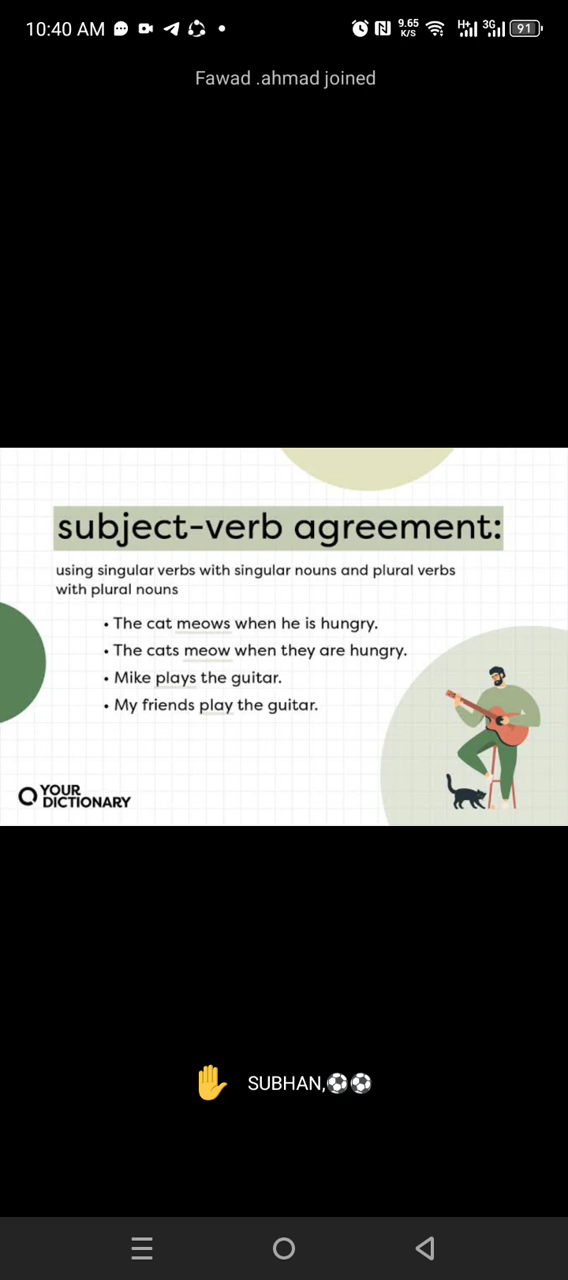 10:40 AM
9.65
K/S
H+
3G
91
Fawad .ahmad joined
subject-verb agreement:
using singular verbs with singular nouns and plural verbs
with plural nouns
• The cat meows when he is hungry.
• The cats meow when they are hungry.
• Mike plays the guitar.
• My friends play the guitar.
YOUR
DICTIONARY
✋ SUBHAN,⚽⚽